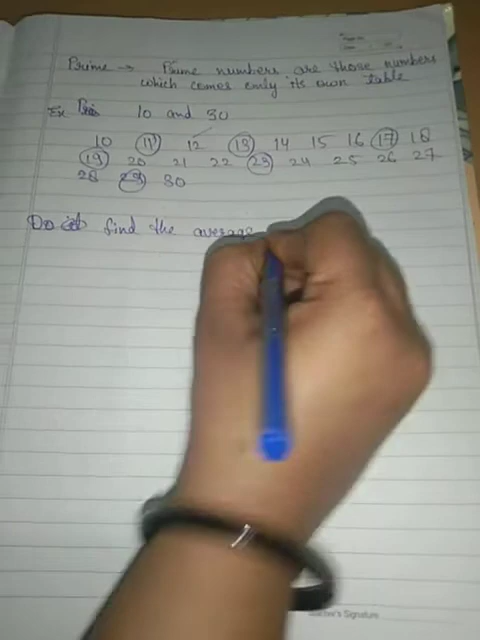 Prime → Prime numbers are those numbers
which comes only its own table
Ex 10 and 30
10 11 12 13 14 15 16 17 18
19 20 21 22 23 24 25 26 27
28 29 30
find the average
Teacher's Signature